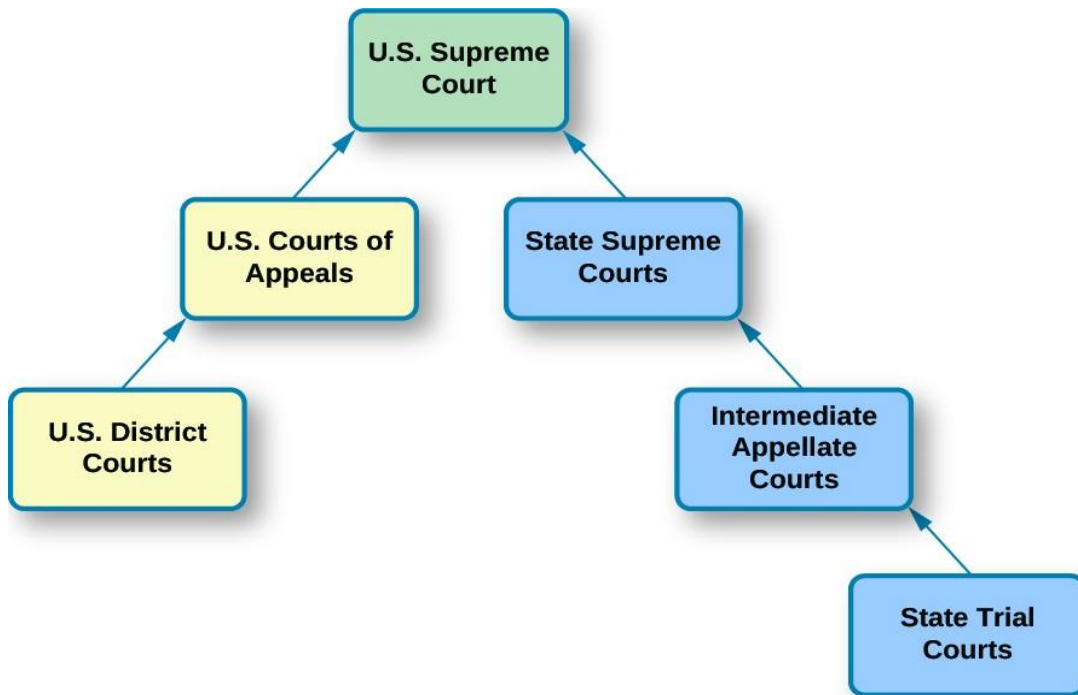 U.S. Supreme
Court
U.S. Courts of
Appeals
State Supreme
Courts
U.S. District
Courts
Intermediate
Appellate
Courts
State Trial
Courts